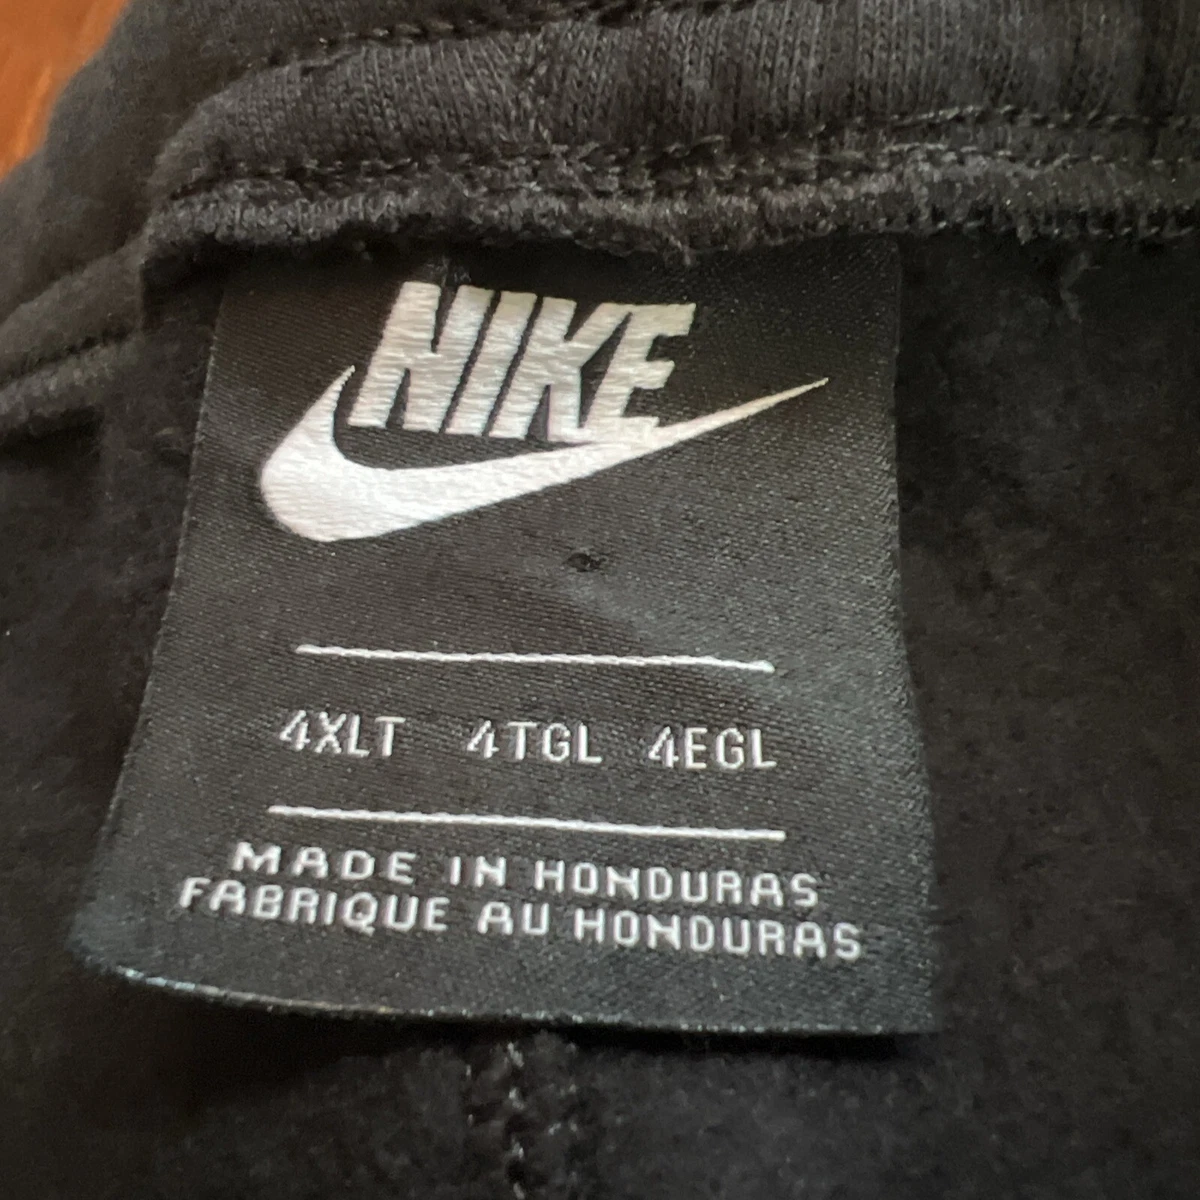 NIKE
4XLT 4TGL 4EGL
MADE IN HONDURAS
FABRIQUE AU HONDURAS